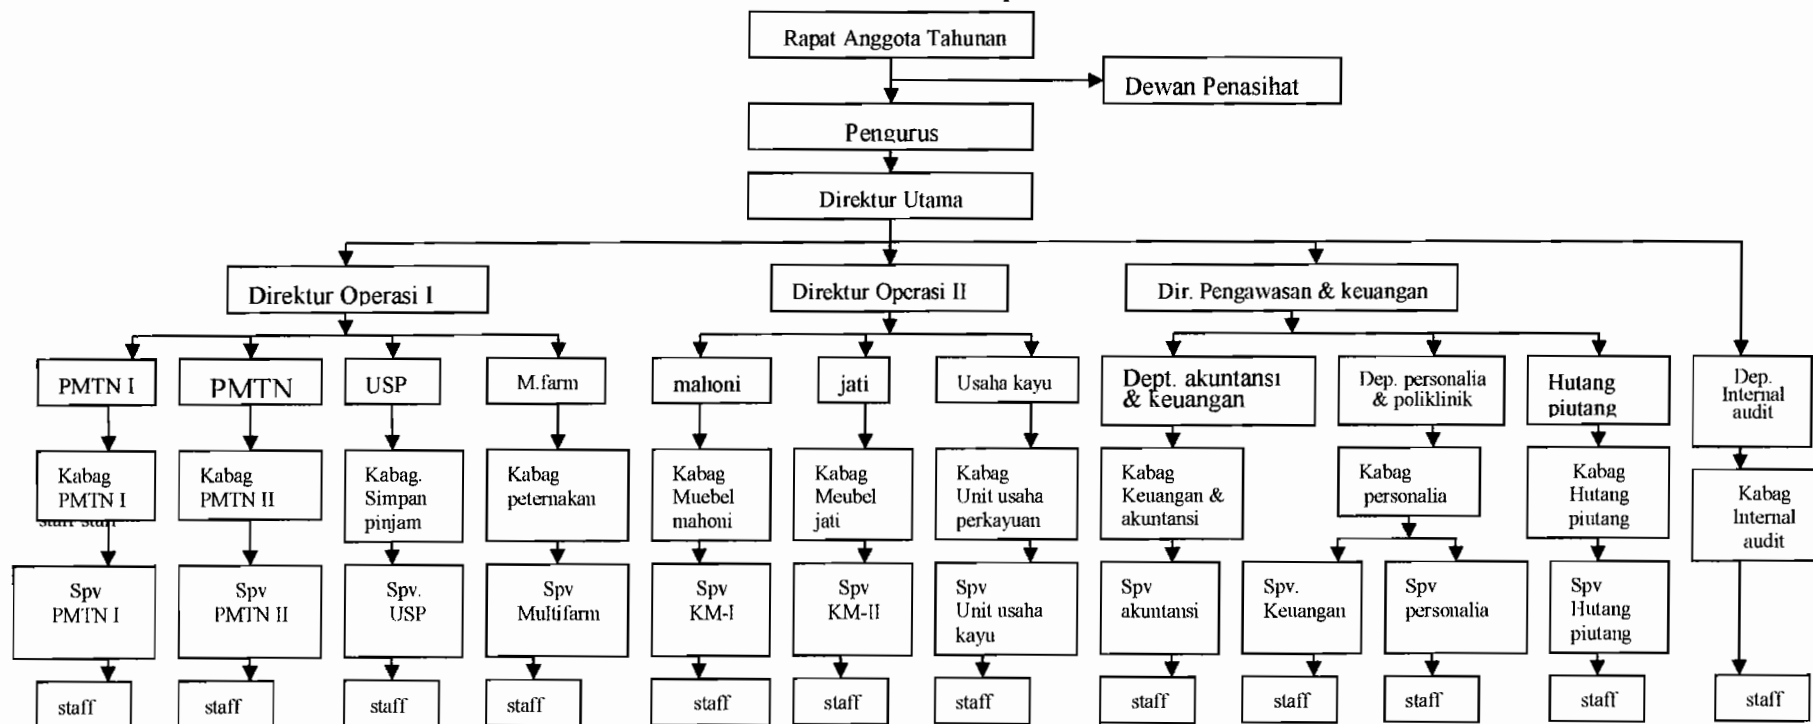 Rapat Anggota Tahunan
Dewan Penasihat
Pengurus
Direktur Utama
Direktur Operasi I
Direktur Operasi II
Dir. Pengawasan & keuangan
PMTN I
PMTN
USP
M.farm
mahoni
jati
Usaha kayu
Dept. akuntansi
& keuangan
Dep. personalia
& poliklinik
Hutang
piutang
Dep.
Internal
audit
Kabag
PMTN I
Kabag
PMTN II
Kabag.
Simpan
pinjam
Kabag
peternakan
Kabag
Muebel
mahoni
Kabag
Meubel
jati
Kabag
Unit usaha
perkayuan
Kabag
Keuangan &
akuntansi
Kabag
personalia
Kabag
Hutang
piutang
Kabag
Internal
audit
Spv
PMTN I
Spv
PMTN II
Spv.
USP
Spv
Multifarm
Spv
KM-I
Spv
KM-II
Spv
Unit usaha
kayu
Spv
akuntansi
Spv.
Keuangan
Spv
personalia
Spv
Hutang
piutang
staff
staff
staff
staff
staff
staff
staff
staff
staff
staff
staff
staff